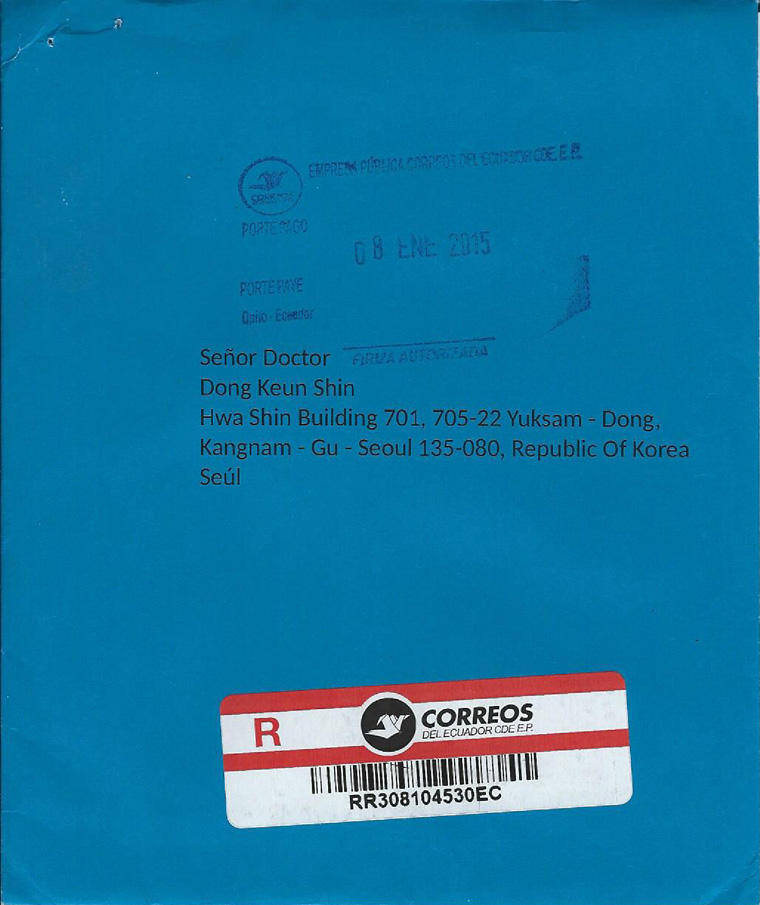 EMPRESA PÚBLICA CORREOS DEL ECUADOR CDE E.P.
PORTE PAGO
08 ENE 2015
PORTE PAYE
Quito - Ecuador
FIRMA AUTORIZADA
Señor Doctor
Dong Keun Shin
Hwa Shin Building 701, 705-22 Yuksam - Dong,
Kangnam - Gu - Seoul 135-080, Republic Of Korea
Seúl
R
CORREOS
DEL ECUADOR CDE E.P.
RR308104530EC